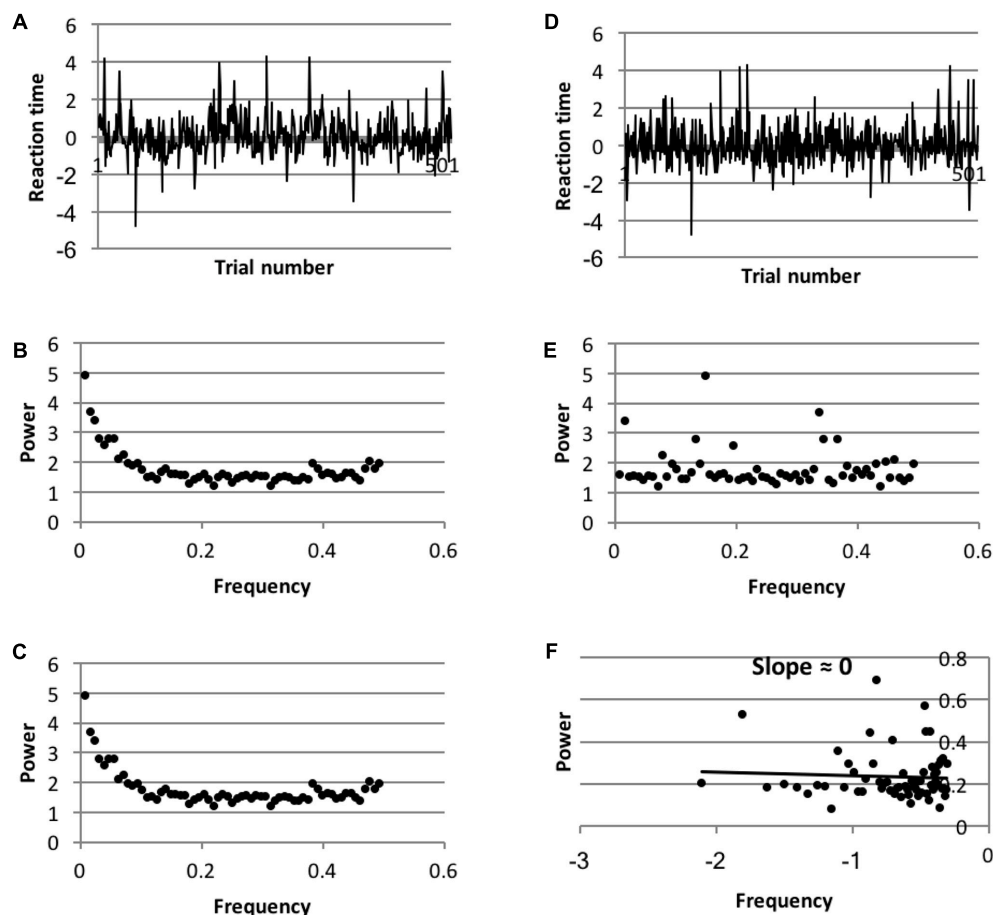 A
6
4
2
0
-2
-4
-6
Reaction time
1
501
Trial number
D
6
4
2
0
-2
-4
-6
Reaction time
1
501
Trial number
B
6
5
4
3
2
1
0
Power
0 0.2 0.4 0.6
Frequency
E
6
5
4
3
2
1
0
Power
0 0.2 0.4 0.6
Frequency
C
6
5
4
3
2
1
0
Power
0 0.2 0.4 0.6
Frequency
F
Slope ≈ 0
0.8
0.6
0.4
0.2
0
Power
-3 -2 -1 0
Frequency